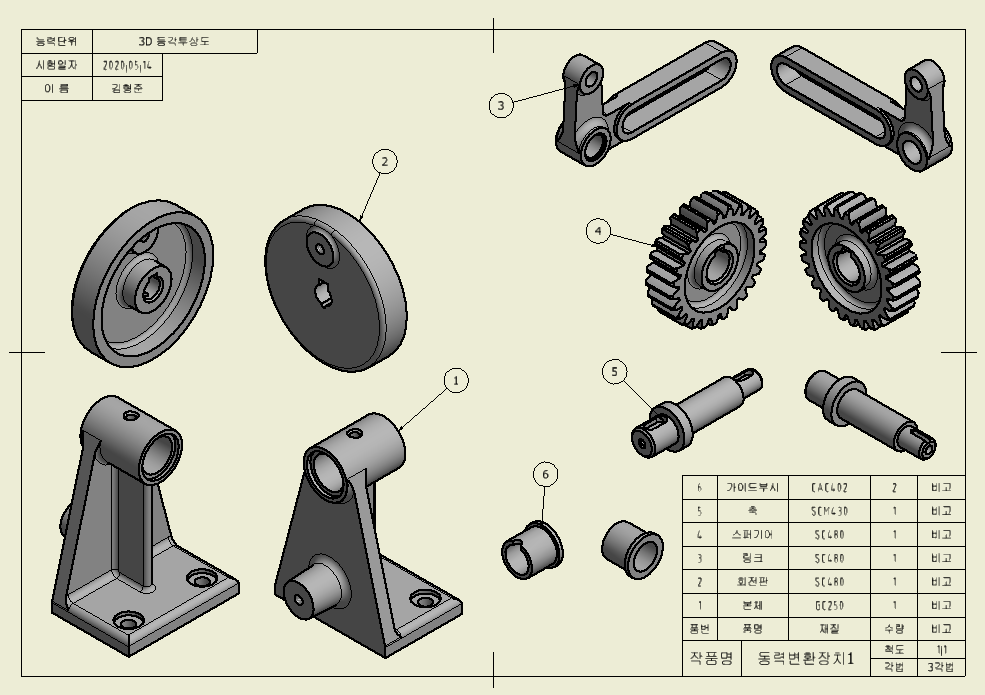 능력단위 3D 등각투상도
시험일자 2020,05,14
이 름 김형준
3
2
4
1
5
6
6 가이드부시 CAC402 2 비고
5 축 SCM430 1 비고
4 스퍼기어 SC480 1 비고
3 링크 SC480 1 비고
2 회전판 SC480 1 비고
1 본체 GC250 1 비고
품번 품명 재질 수량 비고
작품명 동력변환장치1 척도 1,1
각법 3각법